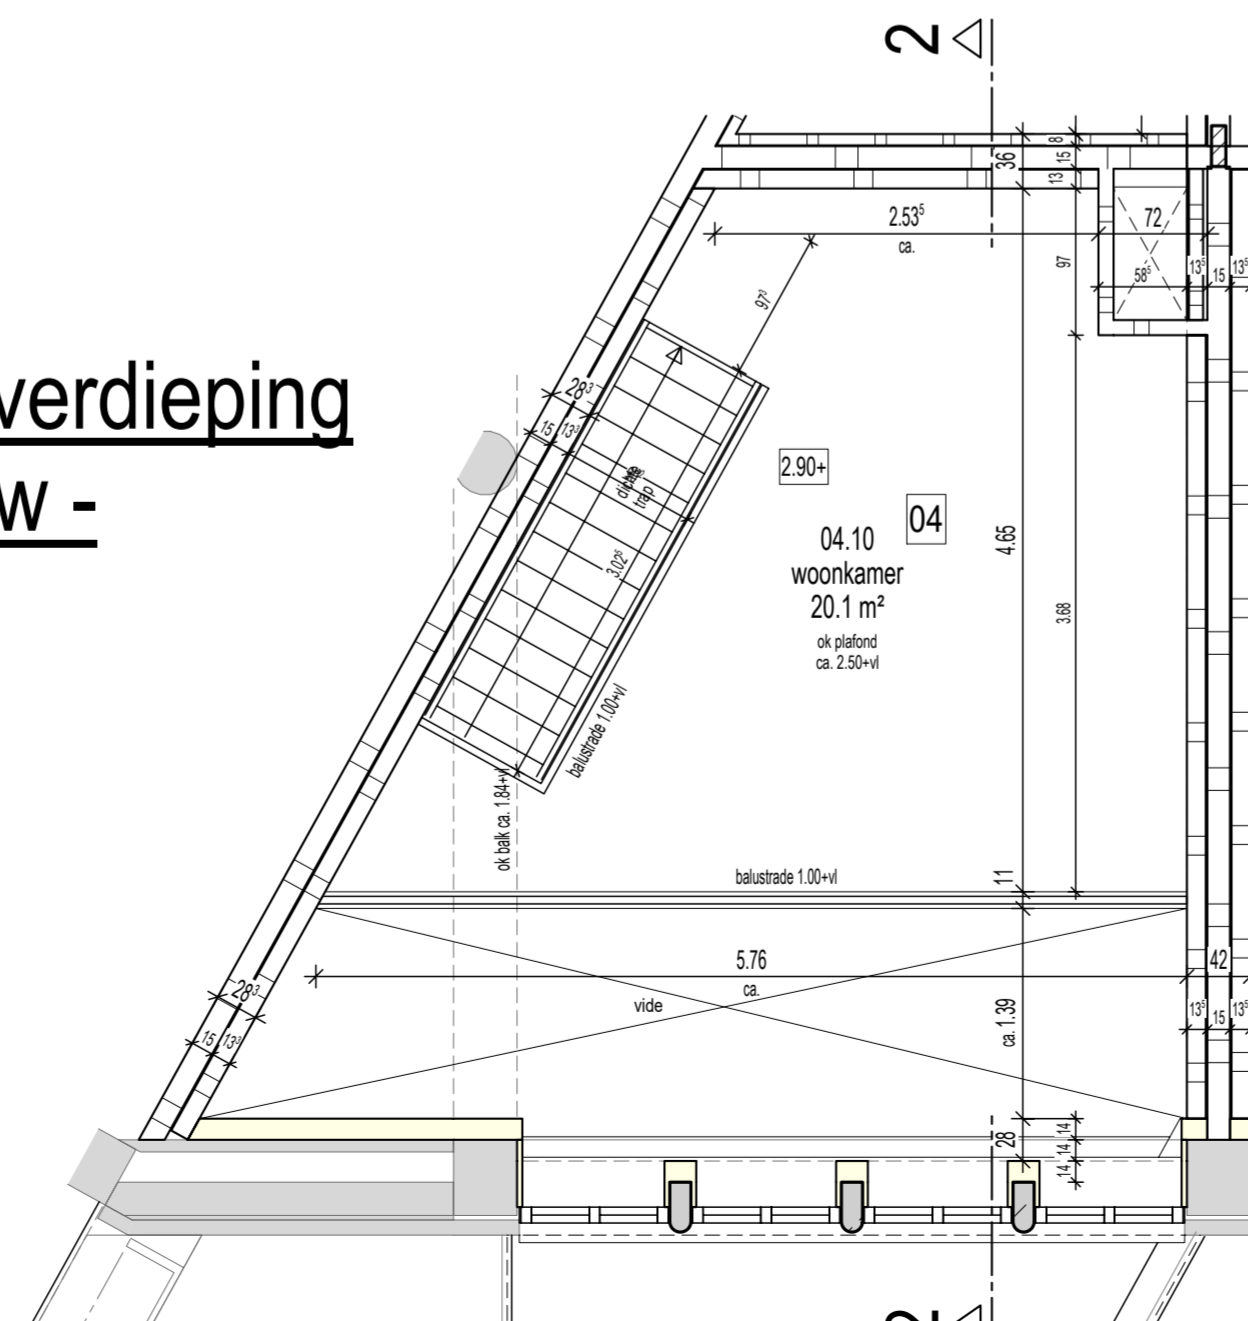 2
36
8
15
13
2.53⁵
ca.
72
97
58⁵
13⁵
15
13⁵
97³
verdieping
w -
28³
15
13³
trap
3.02⁵
2.90+
04
04.10
woonkamer
20.1 m²
ok plafond
ca. 2.50+vl
4.65
3.68
balustrade 1.00+vl
ok balk ca. 1.84+vl
balustrade 1.00+vl
11
5.76
ca.
42
vide
ca. 1.39
13⁵
15
13⁵
28³
15
13³
28
14
14
14